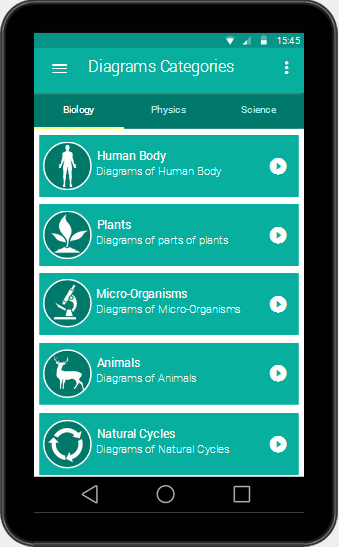 15:45
Diagrams Categories
Biology Physics Science
Human Body
Diagrams of Human Body
Plants
Diagrams of parts of plants
Micro-Organisms
Diagrams of Micro-Organisms
Animals
Diagrams of Animals
Natural Cycles
Diagrams of Natural Cycles